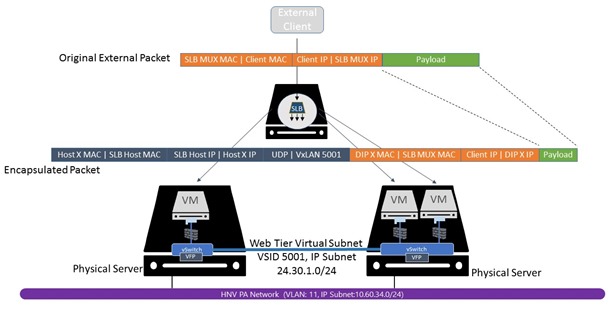 External
Client
Original External Packet
SLB MUX MAC | Client MAC
Client IP | SLB MUX IP
Payload
SLB
Host X MAC | SLB Host MAC
SLB Host IP | Host X IP
UDP | VxLAN 5001
DIP X MAC | SLB MUX MAC
Client IP | DIP X IP
Payload
Encapsulated Packet
VM
VM
VM
Web Tier Virtual Subnet
vSwitch
vSwitch
VFP
VFP
VSID 5001, IP Subnet
24.30.1.0/24
Physical Server
Physical Server
HNV PA Network (VLAN: 11, IP Subnet:10.60.34.0/24)